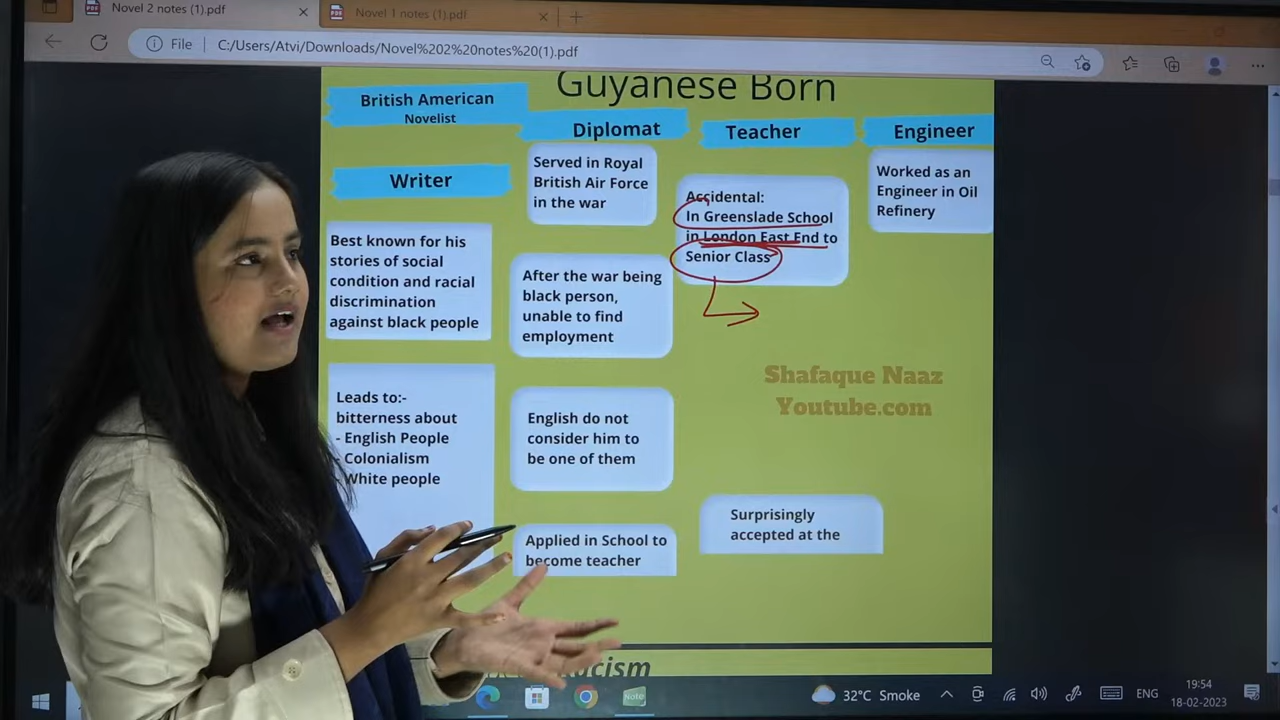 Novel 2 notes (1).pdf
Novel 1 notes (1).pdf
File
C:/Users/Atvi/Downloads/Novel%202%20notes%20(1).pdf
Guyanese Born
British American
Novelist
Writer
Best known for his
stories of social
condition and racial
discrimination
against black people
Leads to:-
bitterness about
- English People
- Colonialism
- White people
Diplomat
Served in Royal
British Air Force
in the war
After the war being
black person,
unable to find
employment
English do not
consider him to
be one of them
Applied in School to
become teacher
Teacher
Accidental:
In Greenslade School
in London East End to
Senior Class
Surprisingly
accepted at the
Engineer
Worked as an
Engineer in Oil
Refinery
Shafaque Naaz
Youtube.com
32°C Smoke
ENG
19:54
18-02-2023